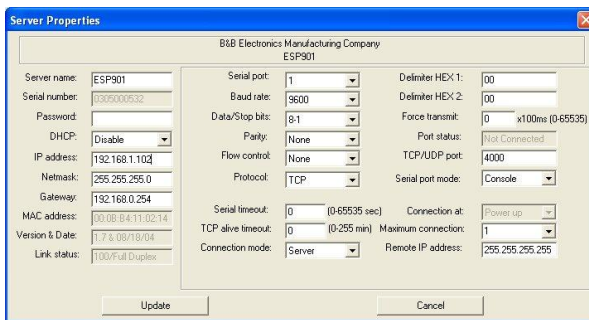 Server Properties
B&B Electronics Manufacturing Company
ESP901
Server name: ESP901
Serial number: 0305000532
Password:
DHCP: Disable
IP address: 192.168.1.102
Netmask: 255.255.255.0
Gateway: 192.168.0.254
MAC address: 00:0B:B4:11:02:14
Version & Date: 1.7 & 08/18/04
Link status: 100/Full Duplex
Serial port: 1
Baud rate: 9600
Data/Stop bits: 8-1
Parity: None
Flow control: None
Protocol: TCP
Serial timeout: 0 (0-65535 sec)
TCP alive timeout: 0 (0-255 min)
Connection mode: Server
Delimiter HEX 1: 00
Delimiter HEX 2: 00
Force transmit: 0 x100ms (0-65535)
Port status: Not Connected
TCP/UDP port: 4000
Serial port mode: Console
Connection at: Power up
Maximum connection: 1
Remote IP address: 255.255.255.255
Update
Cancel